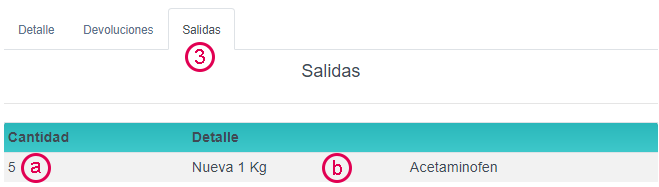 Detalle Devoluciones Salidas
3
Salidas
Cantidad Detalle
5 a Nueva 1 Kg b Acetaminofen